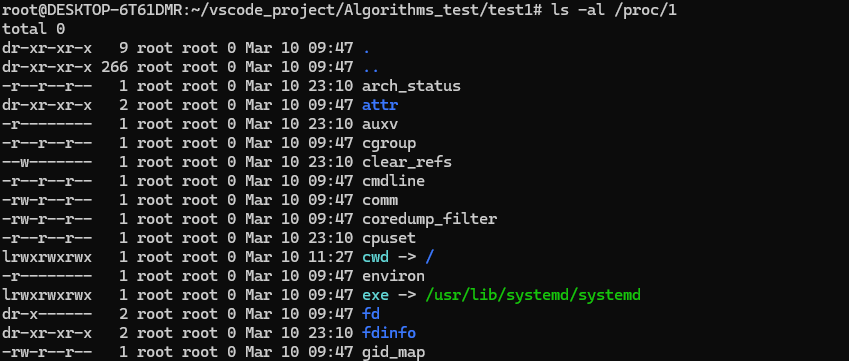 root@DESKTOP-6T61DMR:~/vscode_project/Algorithms_test/test1# ls -al /proc/1
total 0
dr-xr-xr-x   9 root root 0 Mar 10 09:47 .
dr-xr-xr-x 266 root root 0 Mar 10 09:47 ..
-r--r--r--   1 root root 0 Mar 10 23:10 arch_status
dr-xr-xr-x   2 root root 0 Mar 10 09:47 attr
-r--------   1 root root 0 Mar 10 23:10 auxv
-r--r--r--   1 root root 0 Mar 10 09:47 cgroup
--w-------   1 root root 0 Mar 10 23:10 clear_refs
-r--r--r--   1 root root 0 Mar 10 09:47 cmdline
-rw-r--r--   1 root root 0 Mar 10 09:47 comm
-rw-r--r--   1 root root 0 Mar 10 09:47 coredump_filter
-r--r--r--   1 root root 0 Mar 10 23:10 cpuset
lrwxrwxrwx   1 root root 0 Mar 10 11:27 cwd -> /
-r--------   1 root root 0 Mar 10 09:47 environ
lrwxrwxrwx   1 root root 0 Mar 10 09:47 exe -> /usr/lib/systemd/systemd
dr-x------   2 root root 0 Mar 10 09:47 fd
dr-xr-xr-x   2 root root 0 Mar 10 23:10 fdinfo
-rw-r--r--   1 root root 0 Mar 10 09:47 gid_map